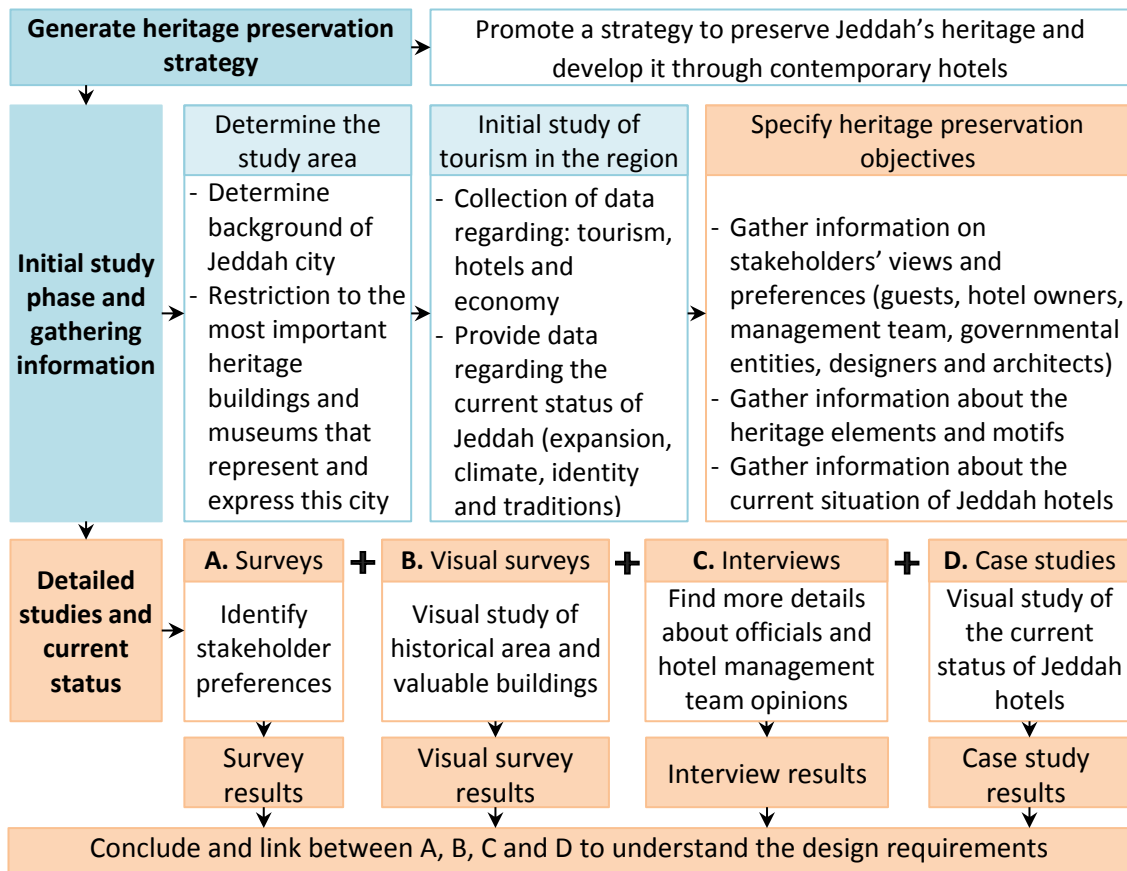 Generate heritage preservation
strategy
Promote a strategy to preserve Jeddah’s heritage and
develop it through contemporary hotels
Initial study
phase and
gathering
information
Determine the
study area
- Determine
background of
Jeddah city
- Restriction to the
most important
heritage
buildings and
museums that
represent and
express this city
Initial study of
tourism in the region
- Collection of data
regarding: tourism,
hotels and
economy
- Provide data
regarding the
current status of
Jeddah (expansion,
climate, identity
and traditions)
Specify heritage preservation
objectives
- Gather information on
stakeholders’ views and
preferences (guests, hotel owners,
management team, governmental
entities, designers and architects)
- Gather information about the
heritage elements and motifs
- Gather information about the
current situation of Jeddah hotels
Detailed
studies and
current
status
A. Surveys
Identify
stakeholder
preferences
B. Visual surveys
Visual study of
historical area and
valuable buildings
C. Interviews
Find more details
about officials and
hotel management
team opinions
D. Case studies
Visual study of
the current
status of Jeddah
hotels
Survey
results
Visual survey
results
Interview results
Case study
results
Conclude and link between A, B, C and D to understand the design requirements